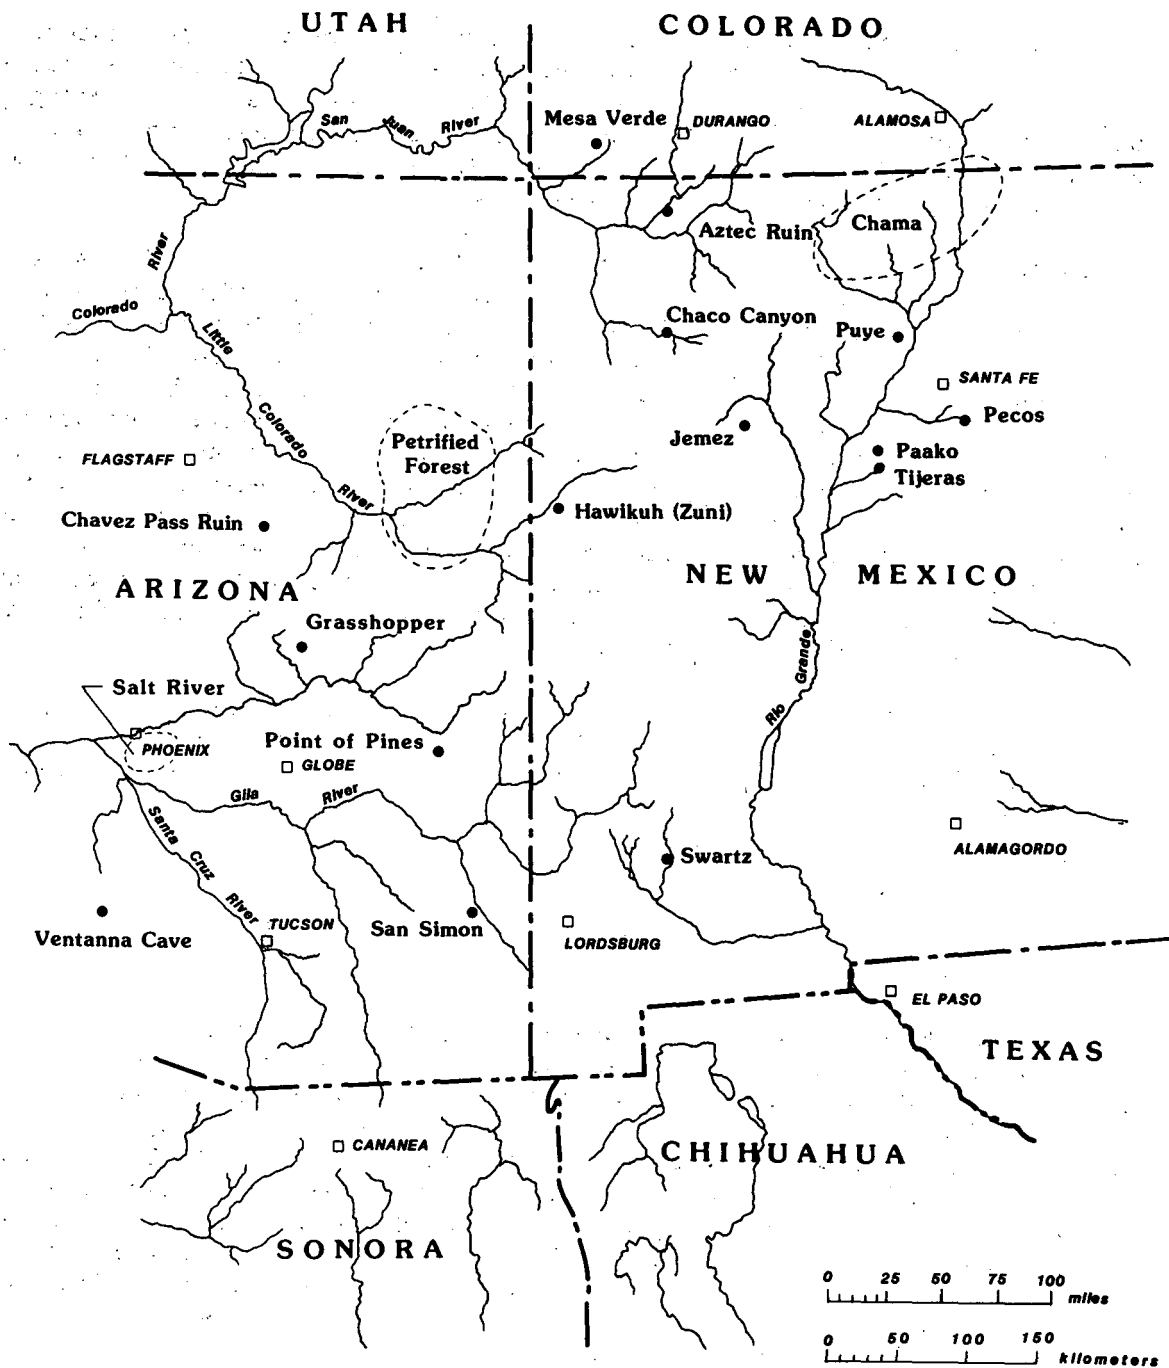 UTAH
COLORADO
San Juan River
Mesa Verde
DURANGO
ALAMOSA
River
Colorado
Aztec Ruin
Chama
Little Colorado River
Chaco Canyon
Puye
SANTA FE
Pecos
Jemez
Paako
Tijeras
FLAGSTAFF
Petrified
Forest
Chavez Pass Ruin
Hawikuh (Zuni)
ARIZONA
NEW MEXICO
Grasshopper
Rio Grande
Salt River
PHOENIX
Point of Pines
GLOBE
Gila River
Santa Cruz River
Swartz
ALAMAGORDO
Ventanna Cave
TUCSON
San Simon
LORDSBURG
EL PASO
TEXAS
CANANEA
CHIHUAHUA
SONORA
0 25 50 75 100
miles
0 50 100 150
kilometers